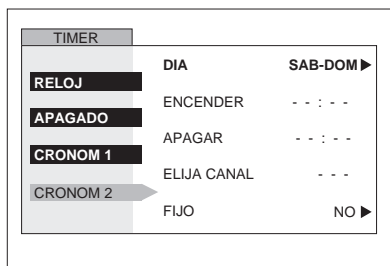 TIMER
RELOJ
APAGADO
CRONOM 1
CRONOM 2
DIA SAB-DOM▶
ENCENDER - - : - -
APAGAR - - : - -
ELIJA CANAL - - -
FIJO NO ▶